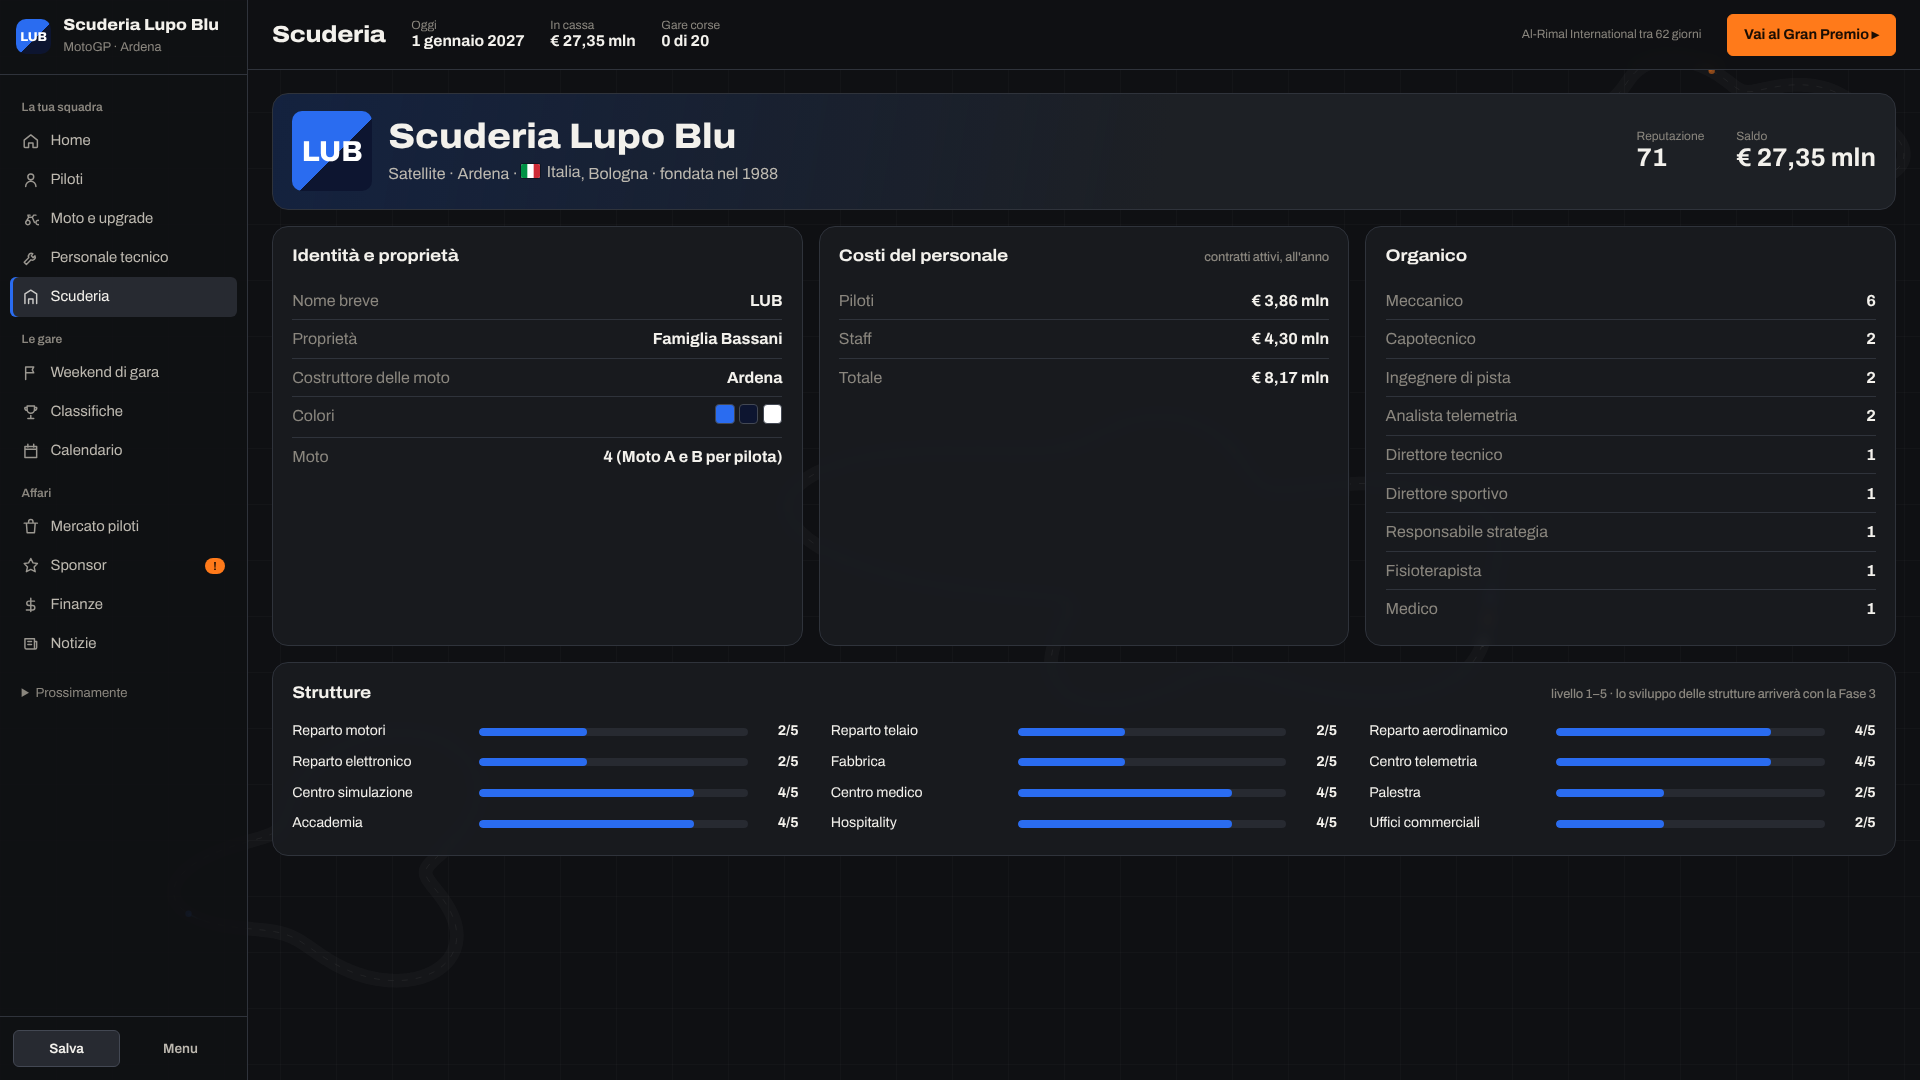 LUB
Scuderia Lupo Blu
MotoGP · Ardena
La tua squadra
Home
Piloti
Moto e upgrade
Personale tecnico
Scuderia
Le gare
Weekend di gara
Classifiche
Calendario
Affari
Mercato piloti
Sponsor !
Finanze
Notizie
▶ Prossimamente
Salva Menu
Scuderia
Oggi
1 gennaio 2027
In cassa
€ 27,35 mln
Gare corse
0 di 20
Al-Rimal International tra 62 giorni
Vai al Gran Premio ▸
LUB
Scuderia Lupo Blu
Satellite · Ardena · Italia, Bologna · fondata nel 1988
Reputazione
71
Saldo
€ 27,35 mln
Identità e proprietà
Nome breve LUB
Proprietà Famiglia Bassani
Costruttore delle moto Ardena
Colori
Moto 4 (Moto A e B per pilota)
Costi del personale contratti attivi, all'anno
Piloti € 3,86 mln
Staff € 4,30 mln
Totale € 8,17 mln
Organico
Meccanico 6
Capotecnico 2
Ingegnere di pista 2
Analista telemetria 2
Direttore tecnico 1
Direttore sportivo 1
Responsabile strategia 1
Fisioterapista 1
Medico 1
Strutture livello 1–5 · lo sviluppo delle strutture arriverà con la Fase 3
Reparto motori 2/5 Reparto telaio 2/5 Reparto aerodinamico 4/5
Reparto elettronico 2/5 Fabbrica 2/5 Centro telemetria 4/5
Centro simulazione 4/5 Centro medico 4/5 Palestra 2/5
Accademia 4/5 Hospitality 4/5 Uffici commerciali 2/5